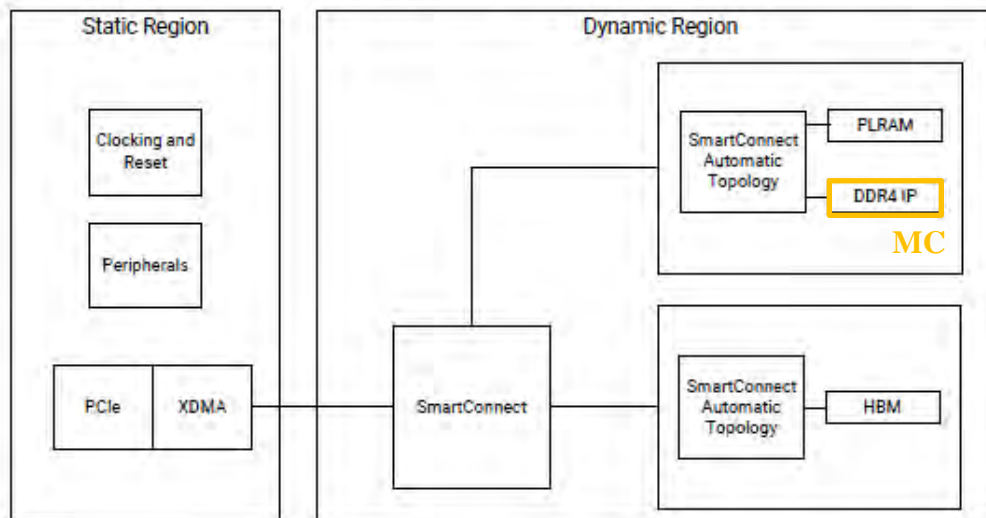 Static Region
Clocking and
Reset
Peripherals
PCIe
XDMA
Dynamic Region
SmartConnect
SmartConnect
Automatic
Topology
PLRAM
DDR4 IP
MC
SmartConnect
Automatic
Topology
HBM